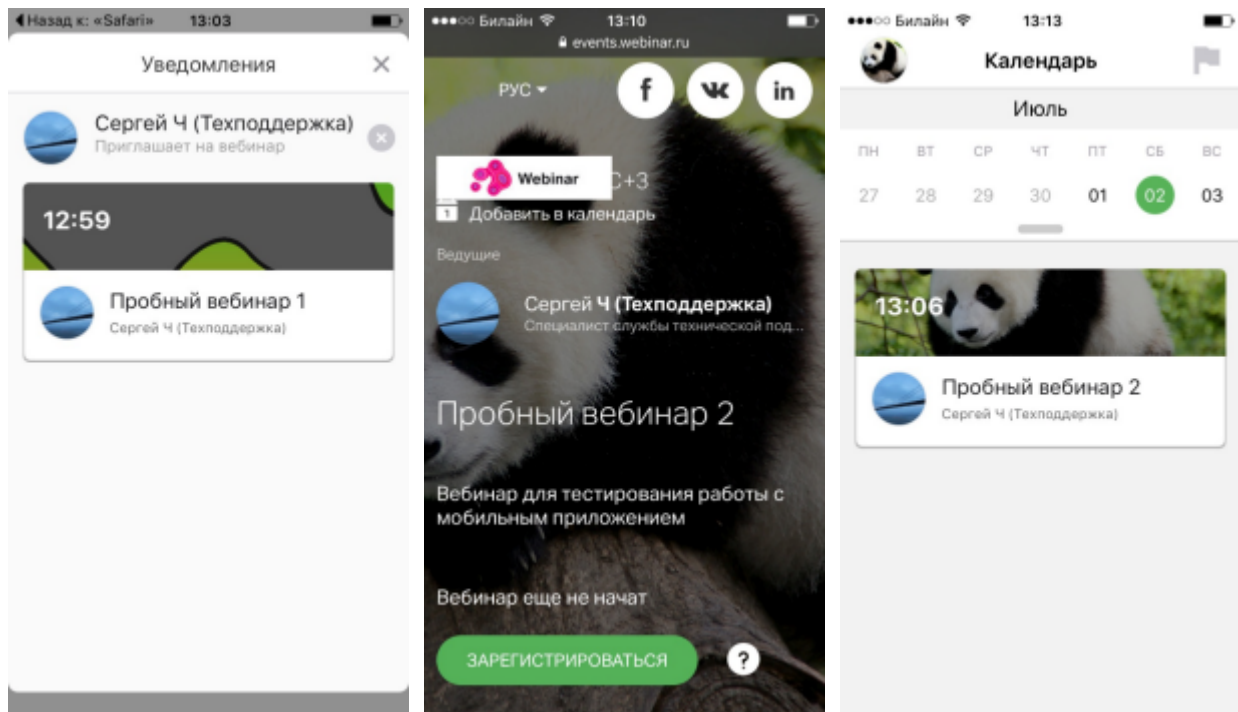 Назад к: «Safari» 13:03
Уведомления
Сергей Ч (Техподдержка)
Приглашает на вебинар
12:59
Пробный вебинар 1
Сергей Ч (Техподдержка)
Билайн 13:10
events.webinar.ru
РУС
f
in
Webinar
С+3
1 Добавить в календарь
Ведущие
Сергей Ч (Техподдержка)
Специалист службы технической под...
Пробный вебинар 2
Вебинар для тестирования работы с
мобильным приложением
Вебинар еще не начат
ЗАРЕГИСТРИРОВАТЬСЯ ?
Билайн 13:13
Календарь
Июль
ПН ВТ СР ЧТ ПТ СБ ВС
27 28 29 30 01 02 03
13:06
Пробный вебинар 2
Сергей Ч (Техподдержка)